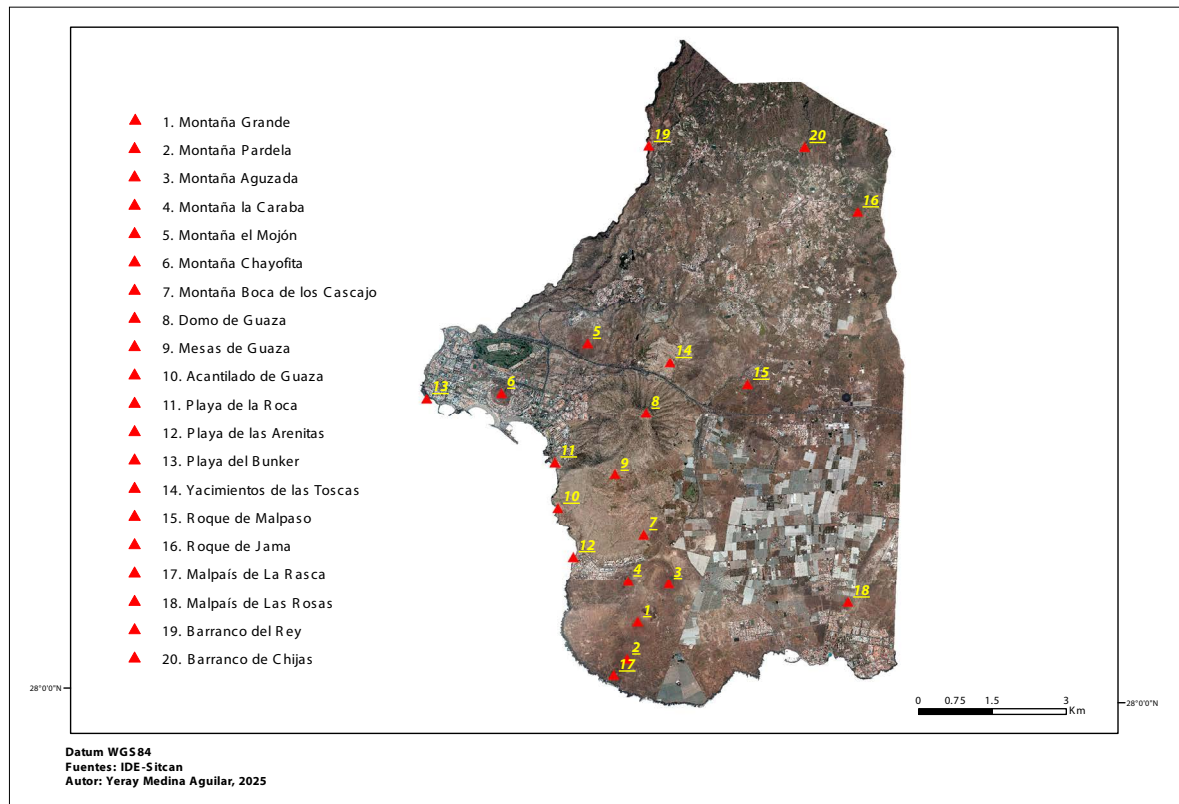 1. Montaña Grande
2. Montaña Pardela
3. Montaña Aguzada
4. Montaña la Caraba
5. Montaña el Mojón
6. Montaña Chayofita
7. Montaña Boca de los Cascajo
8. Domo de Guaza
9. Mesas de Guaza
10. Acantilado de Guaza
11. Playa de la Roca
12. Playa de las Arenitas
13. Playa del Bunker
14. Yacimientos de las Toscas
15. Roque de Malpaso
16. Roque de Jama
17. Malpaís de La Rasca
18. Malpaís de Las Rosas
19. Barranco del Rey
20. Barranco de Chijas
19
20
16
5
14
15
6
13
8
11
9
10
7
12
4
3
18
1
2
17
28°0'0"N
0 0.75 1.5 3
Km
28°0'0"N
Datum WGS84
Fuentes: IDE-Sitcan
Autor: Yeray Medina Aguilar, 2025